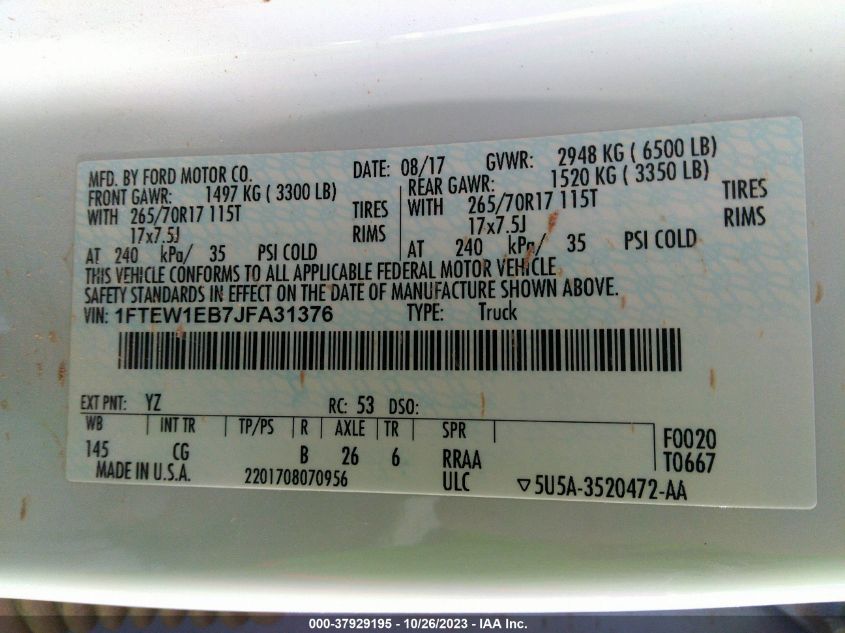 MFD. BY FORD MOTOR CO. DATE: 08/17 GVWR: 2948 KG ( 6500 LB)
FRONT GAWR: 1497 KG ( 3300 LB) REAR GAWR: 1520 KG ( 3350 LB)
WITH 265/70R17 115T TIRES WITH 265/70R17 115T TIRES
17x7.5J RIMS 17x7.5J RIMS
AT 240 kPa/ 35 PSI COLD AT 240 kPa/ 35 PSI COLD
THIS VEHICLE CONFORMS TO ALL APPLICABLE FEDERAL MOTOR VEHICLE
SAFETY STANDARDS IN EFFECT ON THE DATE OF MANUFACTURE SHOWN ABOVE.
VIN: 1FTEW1EB7JFA31376 TYPE: Truck
EXT PNT: YZ RC: 53 DSO:
WB INT TR TP/PS R AXLE TR SPR F0020
145 CG B 26 6 RRAA T0667
MADE IN U.S.A. 2201708070956 ULC ▽5U5A-3520472-AA
000-37929195 - 10/26/2023 - IAA Inc.